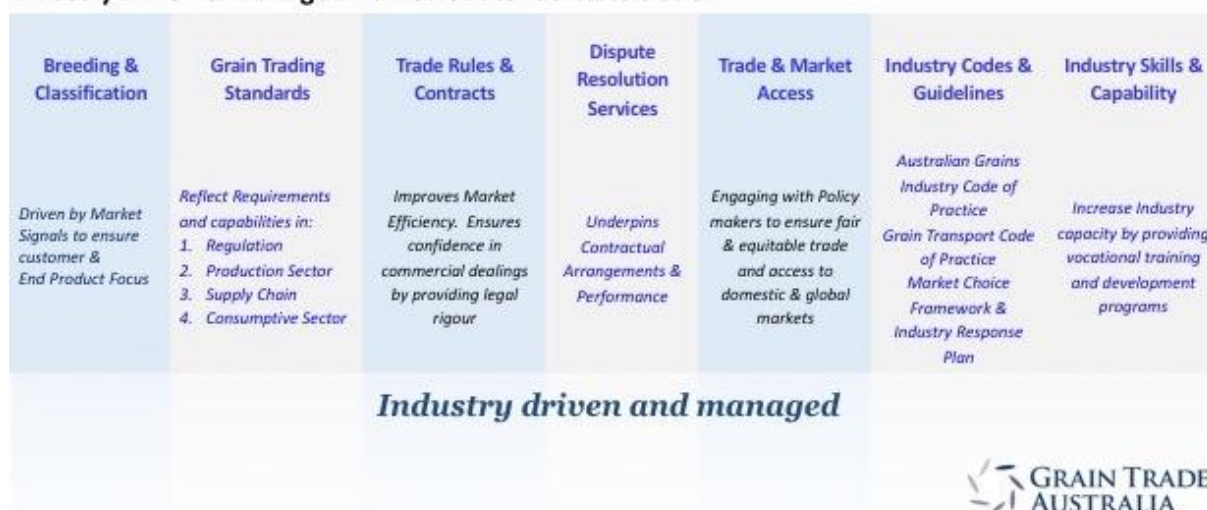 Breeding &
Classification
Driven by Market
Signals to ensure
customer &
End Product Focus
Grain Trading
Standards
Reflect Requirements
and capabilities in:
1. Regulation
2. Production Sector
3. Supply Chain
4. Consumptive Sector
Trade Rules &
Contracts
Improves Market
Efficiency. Ensures
confidence in
commercial dealings
by providing legal
rigour
Dispute
Resolution
Services
Underpins
Contractual
Arrangements &
Performance
Trade & Market
Access
Engaging with Policy
makers to ensure fair
& equitable trade
and access to
domestic & global
markets
Industry Codes &
Guidelines
Australian Grains
Industry Code of
Practice
Grain Transport Code
of Practice
Market Choice
Framework &
Industry Response
Plan
Industry Skills &
Capability
Increase Industry
capacity by providing
vocational training
and development
programs
Industry driven and managed
GRAIN TRADE
AUSTRALIA